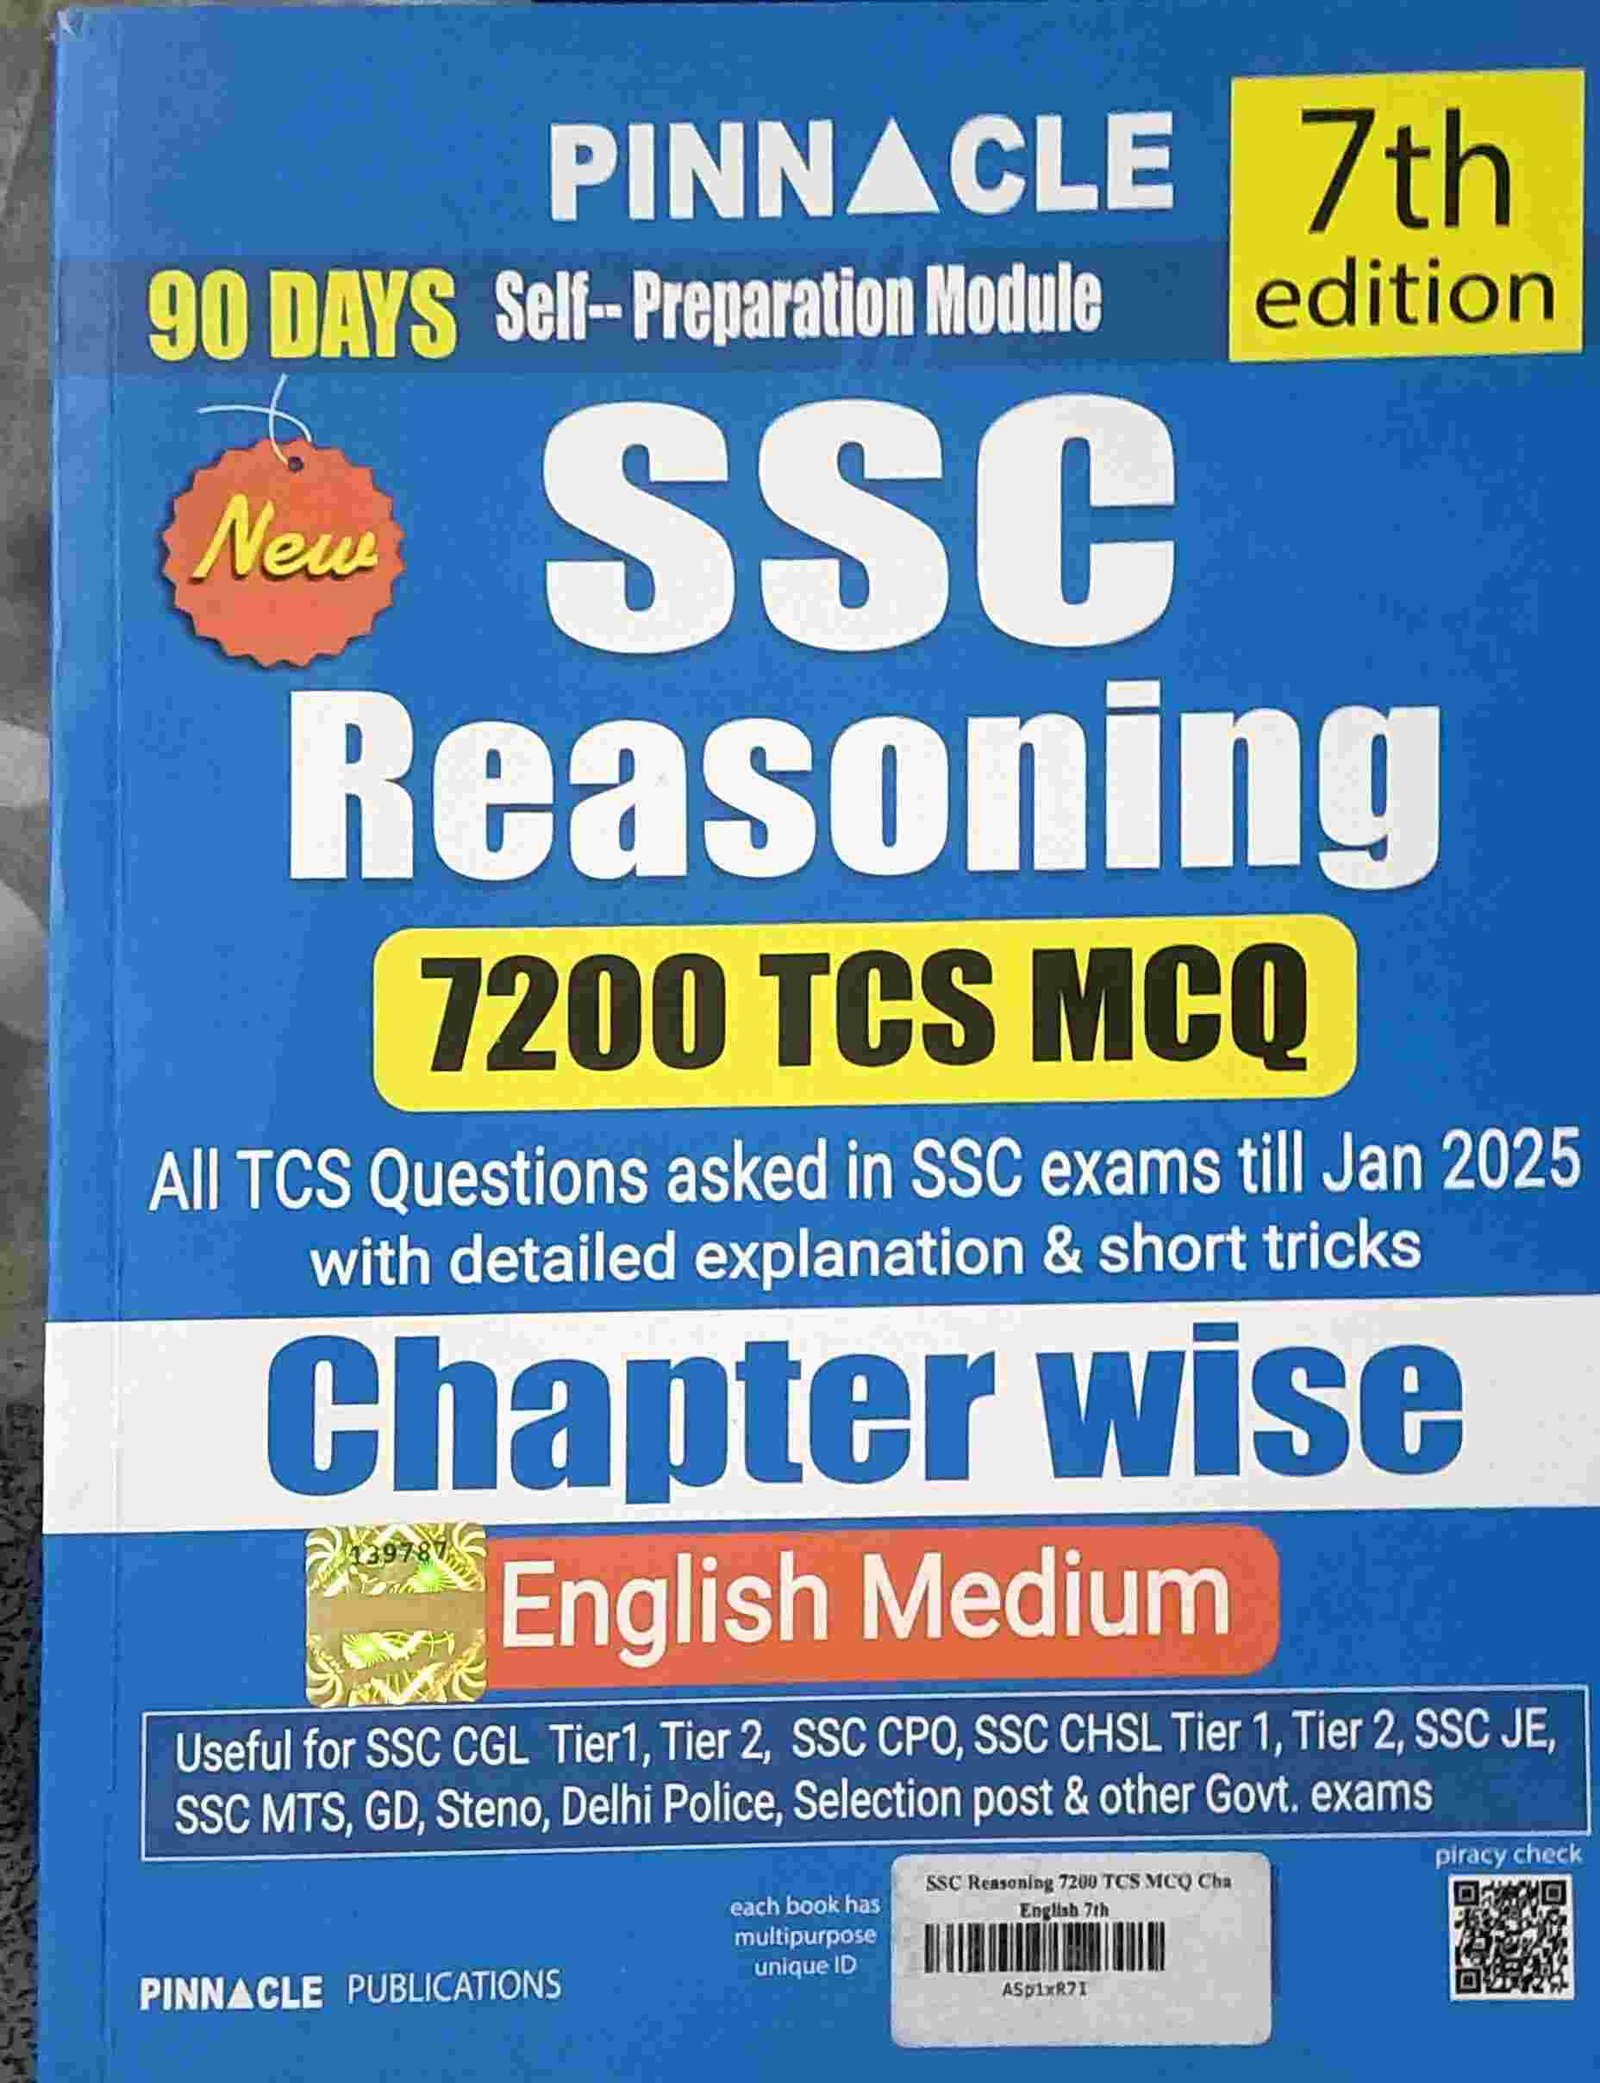 PINNACLE
7th
edition
90 DAYS Self-- Preparation Module
New
SSC
Reasoning
7200 TCS MCQ
All TCS Questions asked in SSC exams till Jan 2025
with detailed explanation & short tricks
Chapter wise
139787
English Medium
Useful for SSC CGL Tier1, Tier 2, SSC CPO, SSC CHSL Tier 1, Tier 2, SSC JE,
SSC MTS, GD, Steno, Delhi Police, Selection post & other Govt. exams
piracy check
each book has
multipurpose
unique ID
SSC Reasoning 7200 TCS MCQ Cha
English 7th
ASp1xR7I
PINNACLE PUBLICATIONS